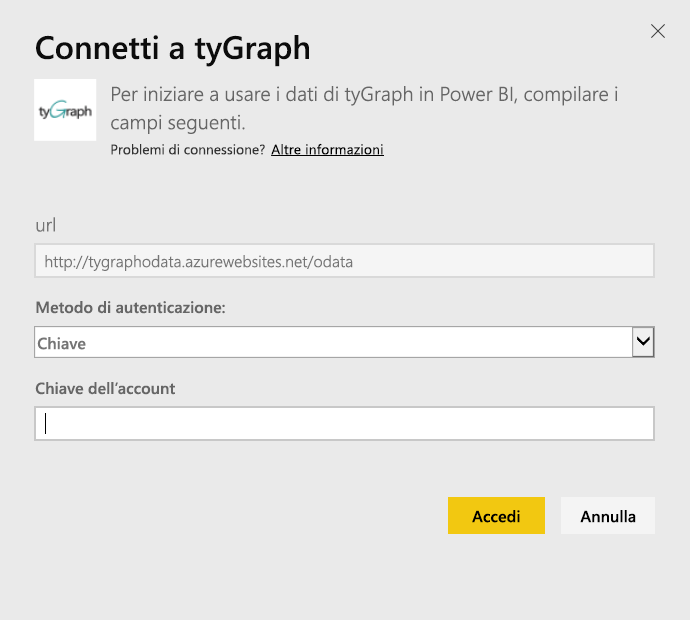 Connetti a tyGraph
tyGraph
Per iniziare a usare i dati di tyGraph in Power BI, compilare i
campi seguenti.
Problemi di connessione? Altre informazioni
url
http://tygraphodata.azurewebsites.net/odata
Metodo di autenticazione:
Chiave
Chiave dell'account
Accedi Annulla